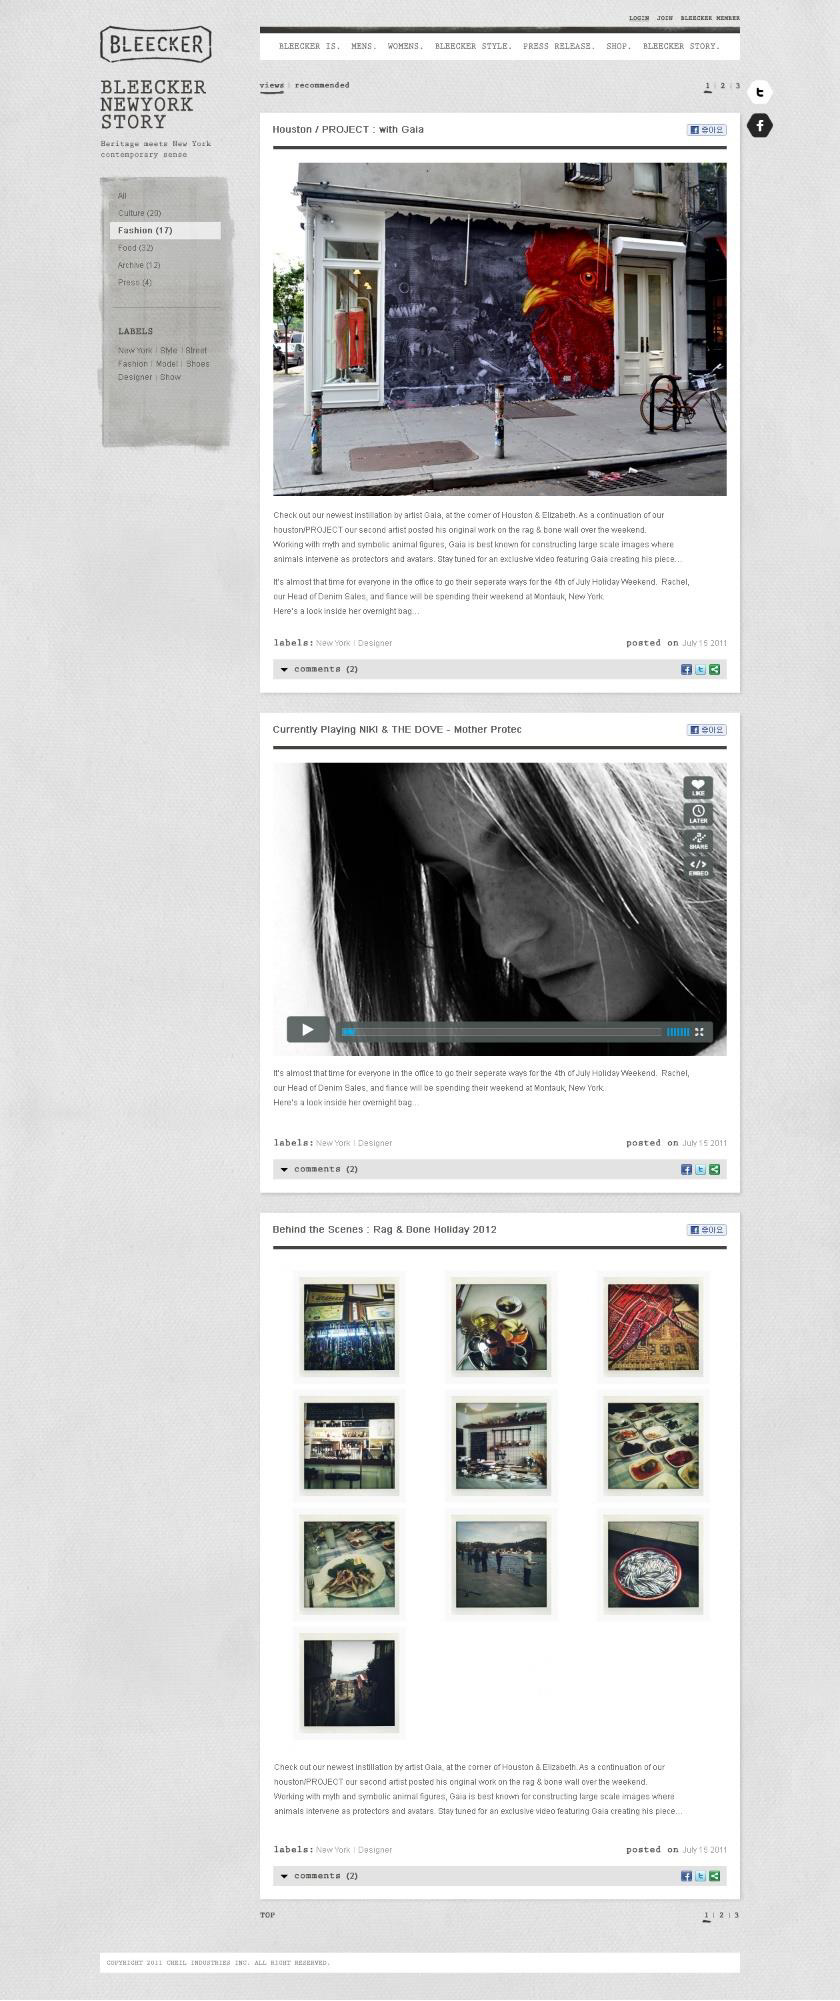 LOGIN JOIN BLEECKER MEMBER
BLEECKER
BLEECKER IS. MENS. WOMENS. BLEECKER STYLE. PRESS RELEASE. SHOP. BLEECKER STORY.
BLEECKER
NEWYORK
STORY
Heritage meets New York
contemporary sense
All
Culture (20)
Fashion (17)
Food (32)
Archive (12)
Press (4)
LABELS
New York | Style | Street
Fashion | Model | Shoes
Designer | Show
views | recommended
1 | 2 | 3
Houston / PROJECT : with Gaia
좋아요
Check out our newest instillation by artist Gaia, at the corner of Houston & Elizabeth. As a continuation of our
houston/PROJECT our second artist posted his original work on the rag & bone wall over the weekend.
Working with myth and symbolic animal figures, Gaia is best known for constructing large scale images where
animals intervene as protectors and avatars. Stay tuned for an exclusive video featuring Gaia creating his piece...
It's almost that time for everyone in the office to go their seperate ways for the 4th of July Holiday Weekend. Rachel,
our Head of Denim Sales, and fiance will be spending their weekend at Montauk, New York.
Here's a look inside her overnight bag...
labels: New York | Designer
posted on July 15 2011
comments (2)
Currently Playing NIKI & THE DOVE - Mother Protec
좋아요
LIKE
LATER
SHARE
EMBED
It's almost that time for everyone in the office to go their seperate ways for the 4th of July Holiday Weekend. Rachel,
our Head of Denim Sales, and fiance will be spending their weekend at Montauk, New York.
Here's a look inside her overnight bag...
labels: New York | Designer
posted on July 15 2011
comments (2)
Behind the Scenes : Rag & Bone Holiday 2012
좋아요
Check out our newest instillation by artist Gaia, at the corner of Houston & Elizabeth. As a continuation of our
houston/PROJECT our second artist posted his original work on the rag & bone wall over the weekend.
Working with myth and symbolic animal figures, Gaia is best known for constructing large scale images where
animals intervene as protectors and avatars. Stay tuned for an exclusive video featuring Gaia creating his piece...
labels: New York | Designer
posted on July 15 2011
comments (2)
TOP
1 | 2 | 3
COPYRIGHT 2011 CHEIL INDUSTRIES INC. ALL RIGHT RESERVED.